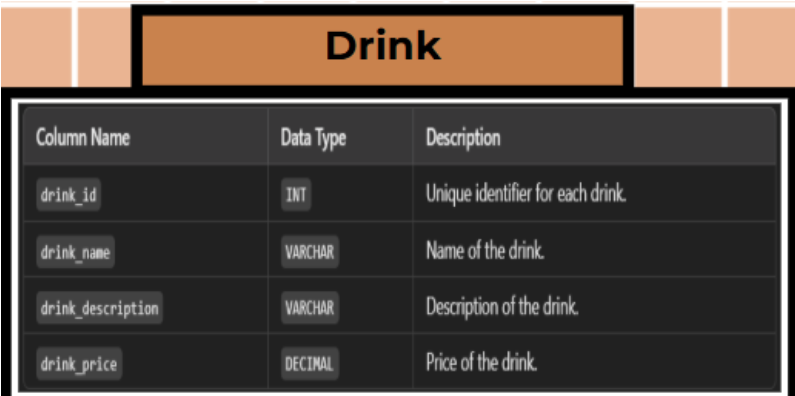 Drink
Column Name Data Type Description
drink_id INT Unique identifier for each drink.
drink_name VARCHAR Name of the drink.
drink_description VARCHAR Description of the drink.
drink_price DECIMAL Price of the drink.